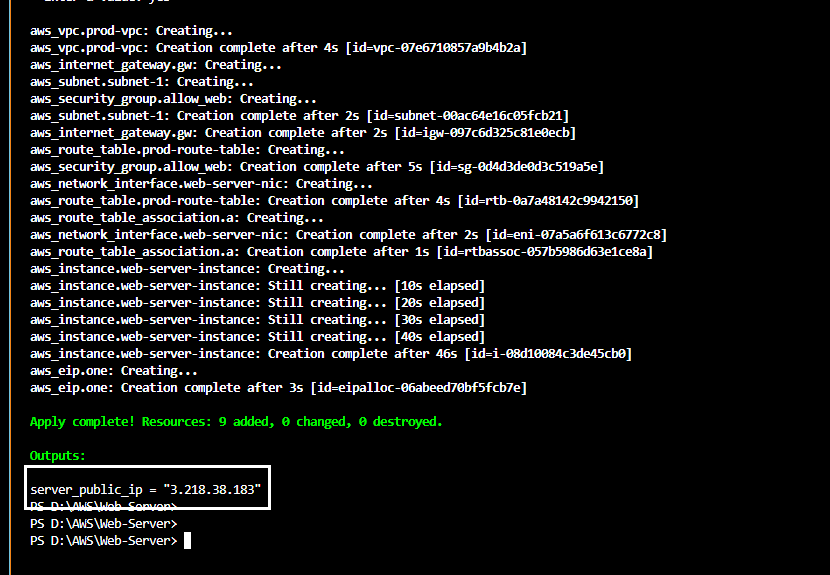 aws_vpc.prod-vpc: Creating...
aws_vpc.prod-vpc: Creation complete after 4s [id=vpc-07e6710857a9b4b2a]
aws_internet_gateway.gw: Creating...
aws_subnet.subnet-1: Creating...
aws_security_group.allow_web: Creating...
aws_subnet.subnet-1: Creation complete after 2s [id=subnet-00ac64e16c05fcb21]
aws_internet_gateway.gw: Creation complete after 2s [id=igw-097c6d325c81e0ecb]
aws_route_table.prod-route-table: Creating...
aws_security_group.allow_web: Creation complete after 5s [id=sg-0d4d3de0d3c519a5e]
aws_network_interface.web-server-nic: Creating...
aws_route_table.prod-route-table: Creation complete after 4s [id=rtb-0a7a48142c9942150]
aws_route_table_association.a: Creating...
aws_network_interface.web-server-nic: Creation complete after 2s [id=eni-07a5a6f613c6772c8]
aws_route_table_association.a: Creation complete after 1s [id=rtbassoc-057b5986d63e1ce8a]
aws_instance.web-server-instance: Creating...
aws_instance.web-server-instance: Still creating... [10s elapsed]
aws_instance.web-server-instance: Still creating... [20s elapsed]
aws_instance.web-server-instance: Still creating... [30s elapsed]
aws_instance.web-server-instance: Still creating... [40s elapsed]
aws_instance.web-server-instance: Creation complete after 46s [id=i-08d10084c3de45cb0]
aws_eip.one: Creating...
aws_eip.one: Creation complete after 3s [id=eipalloc-06abeed70bf5fcb7e]
Apply complete! Resources: 9 added, 0 changed, 0 destroyed.
Outputs:
server_public_ip = "3.218.38.183"
PS D:\AWS\Web-Server>
PS D:\AWS\Web-Server>
PS D:\AWS\Web-Server>